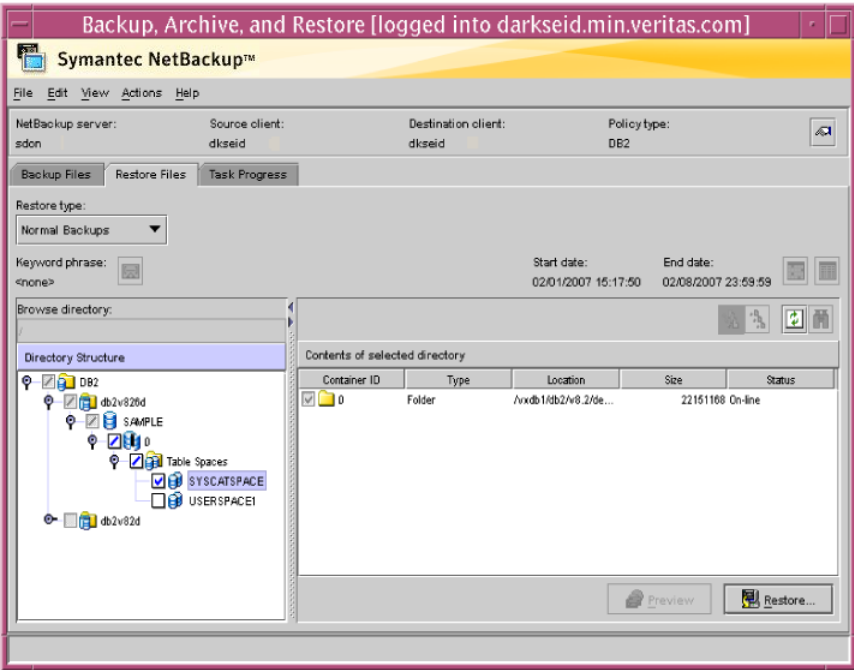 Backup, Archive, and Restore [logged into darkseid.min.veritas.com]
Symantec NetBackup™
File Edit View Actions Help
NetBackup server: Source client: Destination client: Policy type:
sdon dkseid dkseid DB2
Backup Files Restore Files Task Progress
Restore type:
Normal Backups
Keyword phrase: Start date: End date:
<none> 02/01/2007 15:17:50 02/08/2007 23:59:59
Browse directory:
/
Directory Structure Contents of selected directory
Container ID Type Location Size Status
0 Folder /vxdb1/db2/v8.2/de... 22151168 On-line
DB2
db2v826d
SAMPLE
0
Table Spaces
SYSCATSPACE
USERSPACE1
db2v82d
Preview Restore...